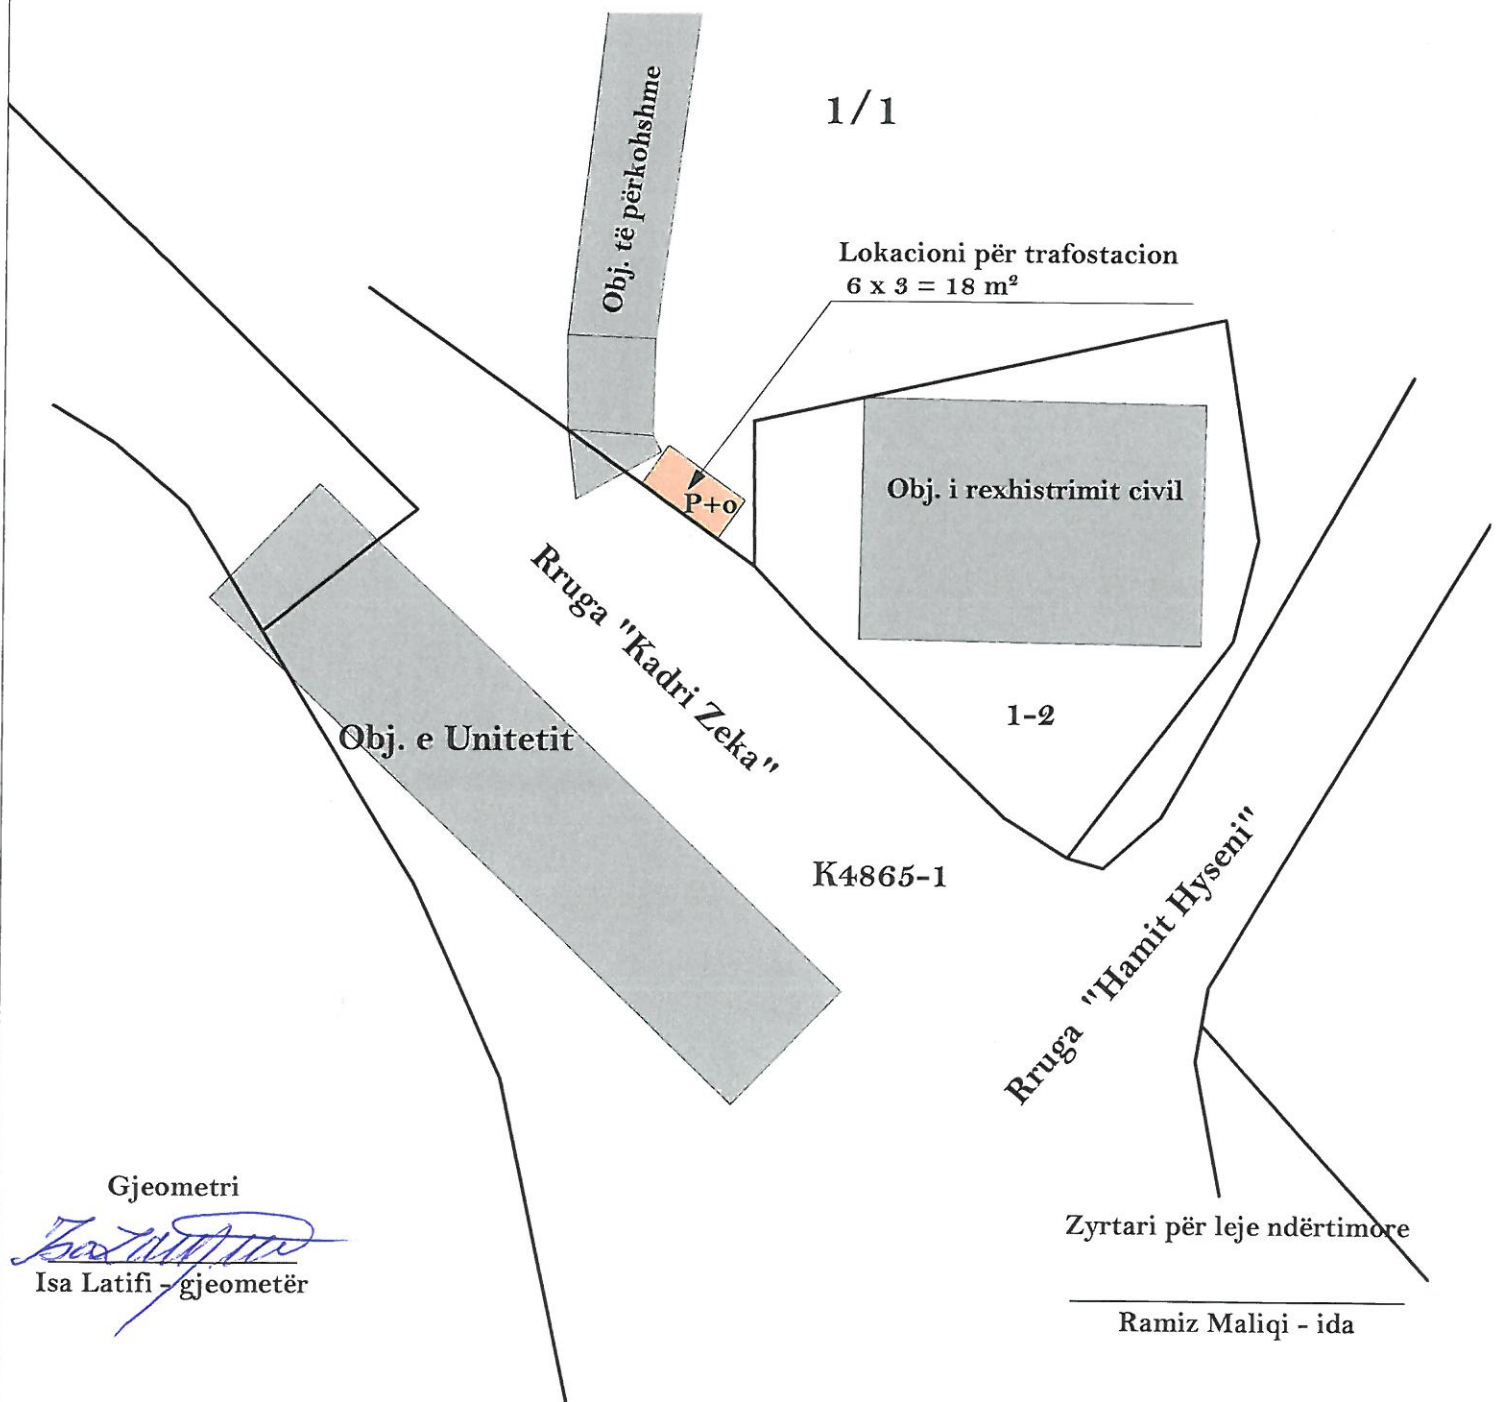 1/1
Obj. të përkohshme
Lokacioni për trafostacion
6 x 3 = 18 m²
P+o
Obj. i rexhistrimit civil
Rruga "Kadri Zeka"
1-2
Obj. e Unitetit
K4865-1
Rruga "Hamit Hyseni"
Gjeometri
Isa Latifi - gjeometër
Zyrtari për leje ndërtimore
Ramiz Maliqi - ida